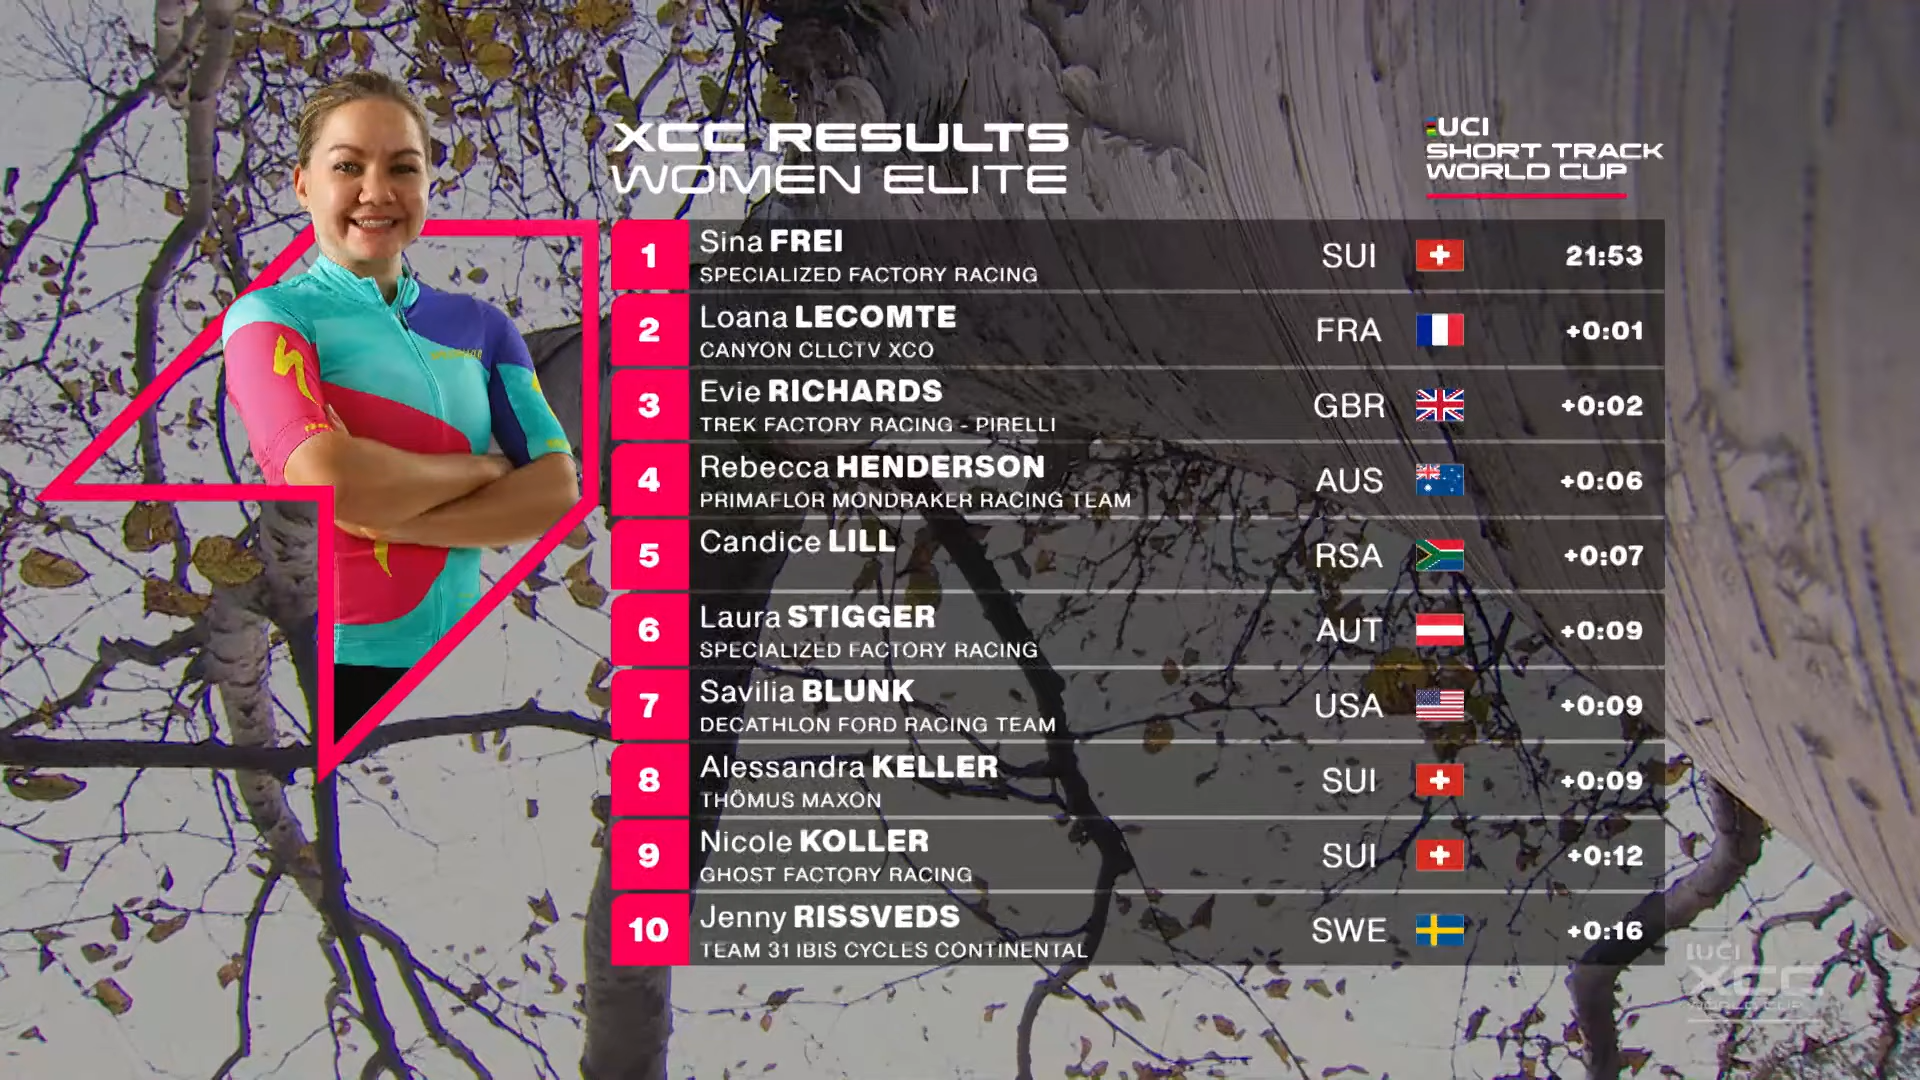 XCC RESULTS
WOMEN ELITE
UCI
SHORT TRACK
WORLD CUP
1 Sina FREI SUI 21:53
SPECIALIZED FACTORY RACING
2 Loana LECOMTE FRA +0:01
CANYON CLLCTV XCO
3 Evie RICHARDS GBR +0:02
TREK FACTORY RACING - PIRELLI
4 Rebecca HENDERSON AUS +0:06
PRIMAFLOR MONDRAKER RACING TEAM
5 Candice LILL RSA +0:07
6 Laura STIGGER AUT +0:09
SPECIALIZED FACTORY RACING
7 Savilia BLUNK USA +0:09
DECATHLON FORD RACING TEAM
8 Alessandra KELLER SUI +0:09
THÖMUS MAXON
9 Nicole KOLLER SUI +0:12
GHOST FACTORY RACING
10 Jenny RISSVEDS SWE +0:16
TEAM 31 IBIS CYCLES CONTINENTAL
UCI
XCC
WORLD CUP